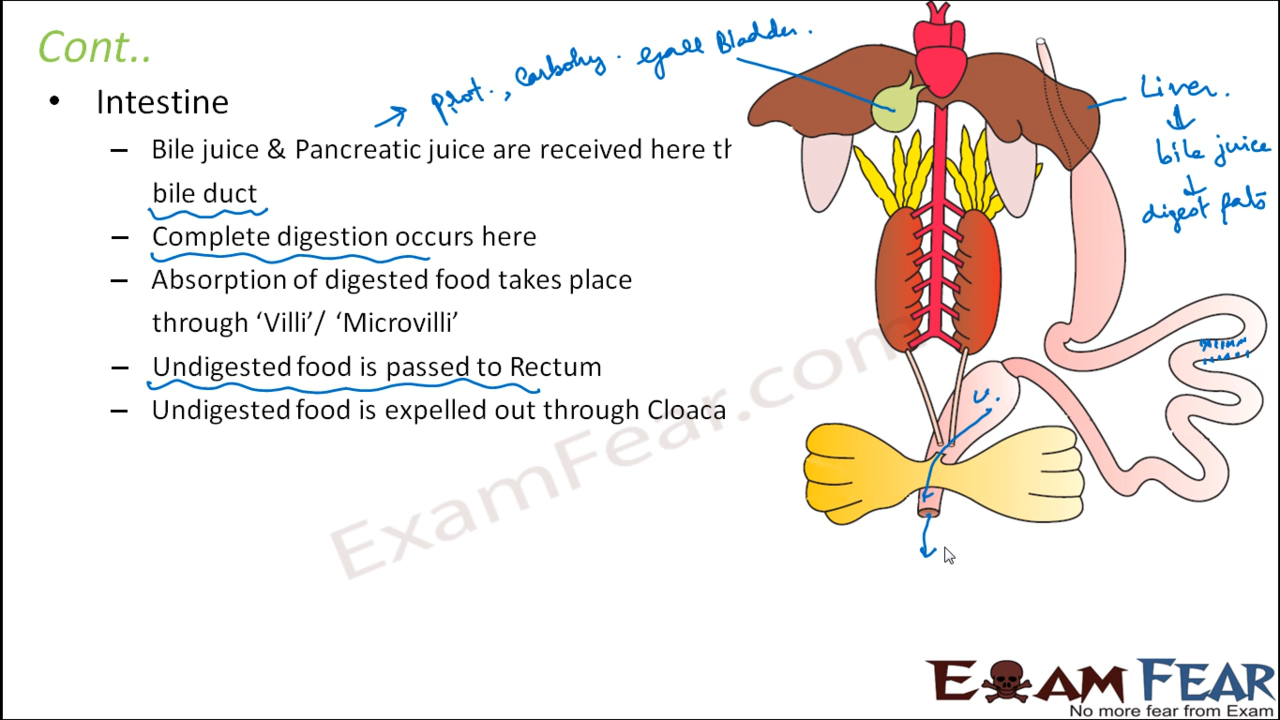 Cont..
→ Prot., Carbohy. Gall Bladder.
• Intestine
– Bile juice & Pancreatic juice are received here th
bile duct
– Complete digestion occurs here
– Absorption of digested food takes place
through ‘Villi’/ ‘Microvilli’
– Undigested food is passed to Rectum
– Undigested food is expelled out through Cloaca
Liver.
bile juice
digest fats
U.
ExamFear.com
EXAM FEAR
No more fear from Exam